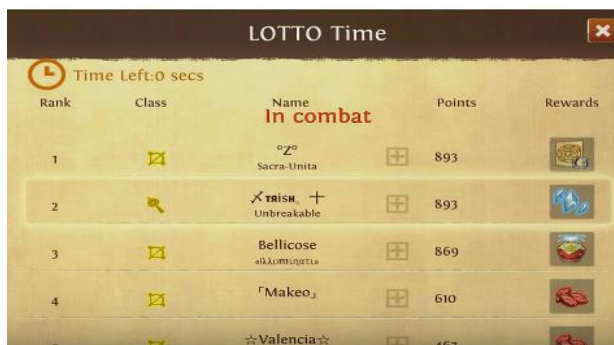 LOTTO Time
Time Left:0 secs
Rank Class Name Points Rewards
In combat
1 °Z° 893
Sacra-Unita
2 893
Unbreakable
3 Bellicose 869
4 「Makeo」 610
☆Valencia☆